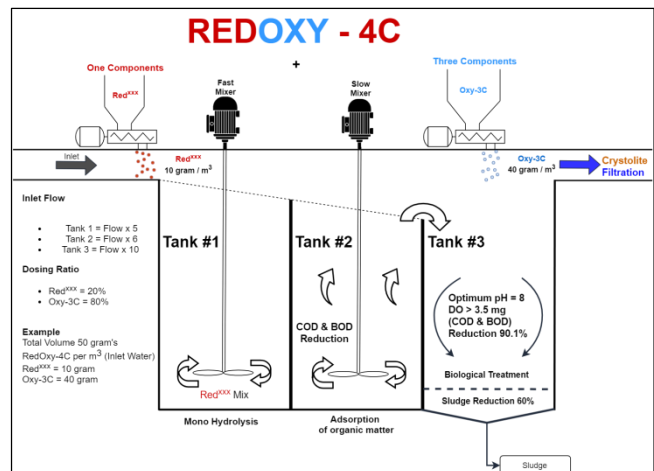 REDOXY - 4C
+
One Components
Red^xxx
Fast
Mixer
Slow
Mixer
Three Components
Oxy-3C
Inlet
Red^xxx
10 gram / m³
Oxy-3C
40 gram / m³
Crystolite
Filtration
Inlet Flow
• Tank 1 = Flow x 5
• Tank 2 = Flow x 6
• Tank 3 = Flow x 10
Dosing Ratio
• Red^xxx = 20%
• Oxy-3C = 80%
Example
Total Volume 50 gram's
RedOxy-4C per m³ (Inlet Water)
Red^xxx = 10 gram
Oxy-3C = 40 gram
Tank #1
Red^xxx Mix
Mono Hydrolysis
Tank #2
COD & BOD
Reduction
Adsorption
of organic matter
Tank #3
Optimum pH = 8
DO > 3.5 mg
(COD & BOD)
Reduction 90.1%
Biological Treatment
Sludge Reduction 60%
Sludge